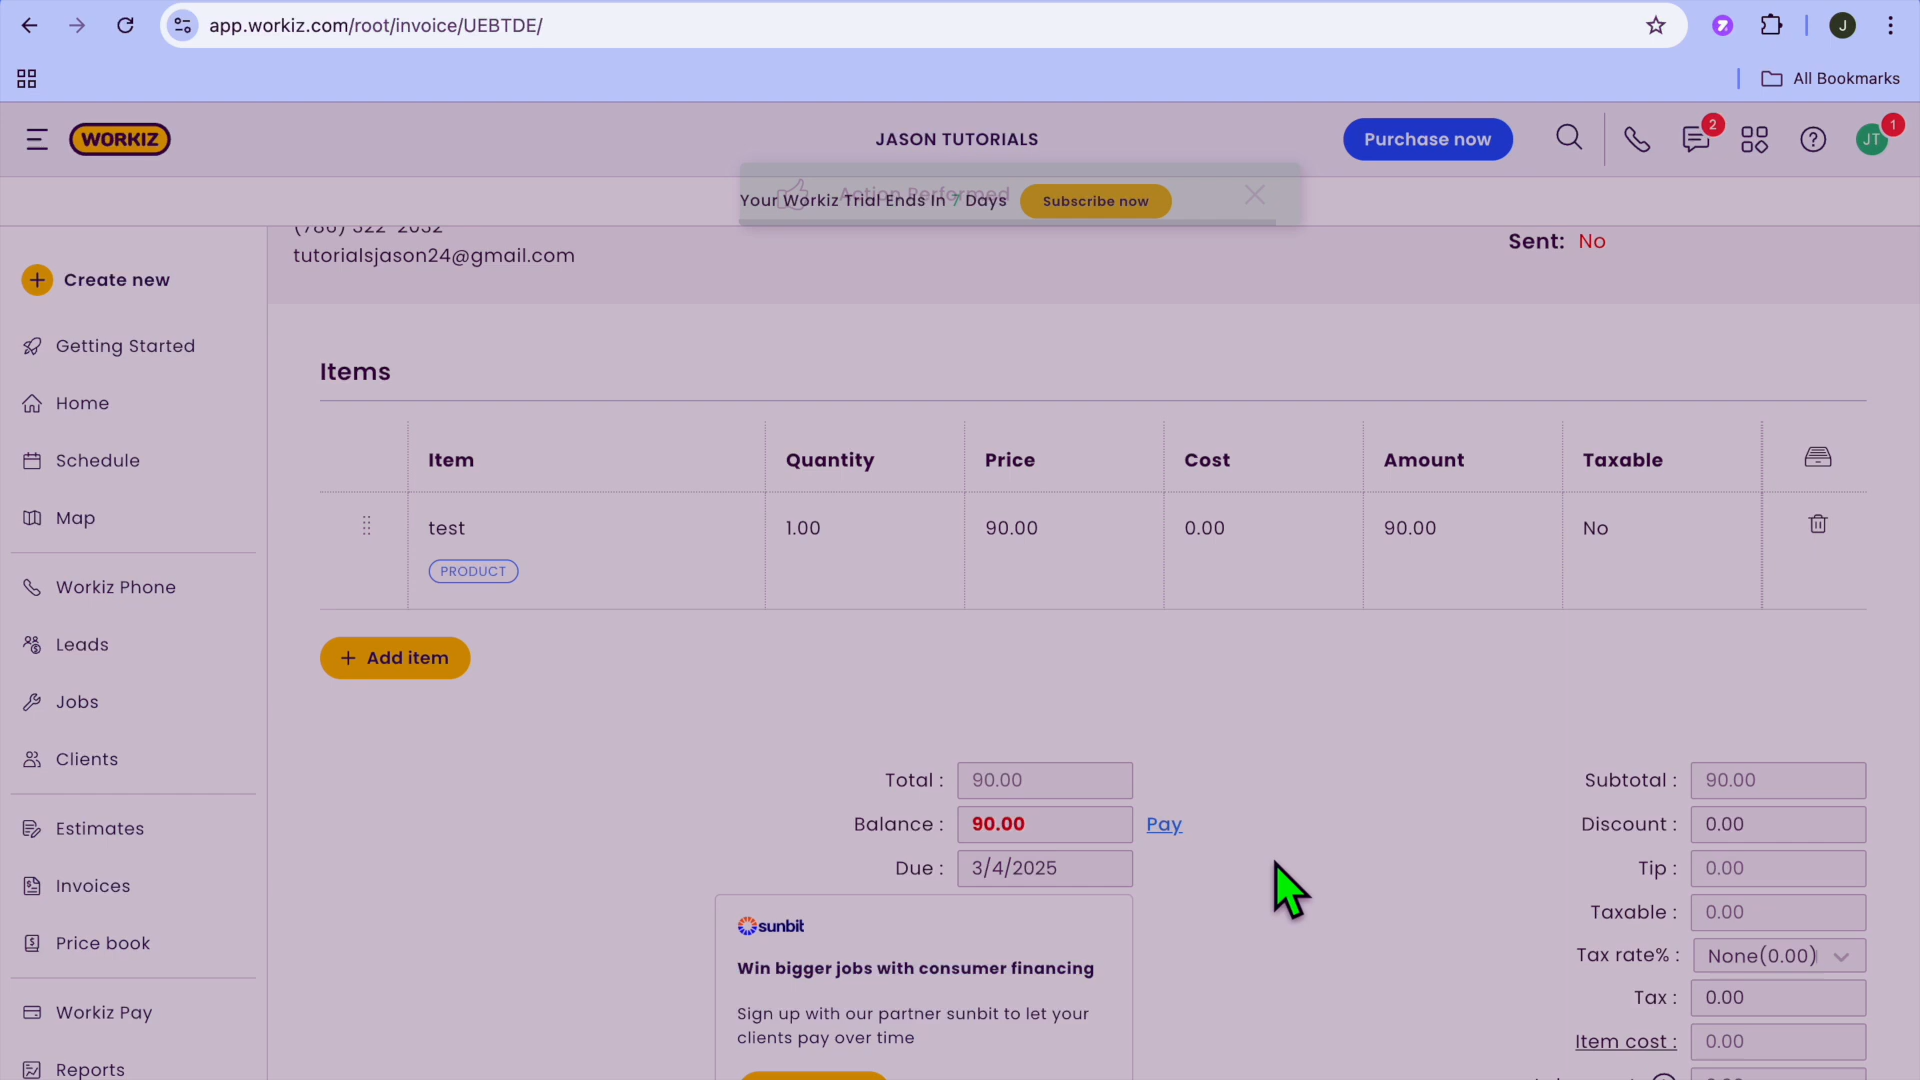 app.workiz.com/root/invoice/UEBTDE/
J
All Bookmarks
WORKIZ
JASON TUTORIALS
Purchase now
2
JT
1
Action Performed
Your Workiz Trial Ends In 7 Days
Subscribe now
(786) 322-2032
tutorialsjason24@gmail.com
Sent: No
Create new
Getting Started
Home
Schedule
Map
Workiz Phone
Leads
Jobs
Clients
Estimates
Invoices
Price book
Workiz Pay
Reports
Items
Item Quantity Price Cost Amount Taxable
test 1.00 90.00 0.00 90.00 No
PRODUCT
+ Add item
Total : 90.00
Balance : 90.00 Pay
Due : 3/4/2025
sunbit
Win bigger jobs with consumer financing
Sign up with our partner sunbit to let your
clients pay over time
Subtotal : 90.00
Discount : 0.00
Tip : 0.00
Taxable : 0.00
Tax rate% : None(0.00)
Tax : 0.00
Item cost : 0.00